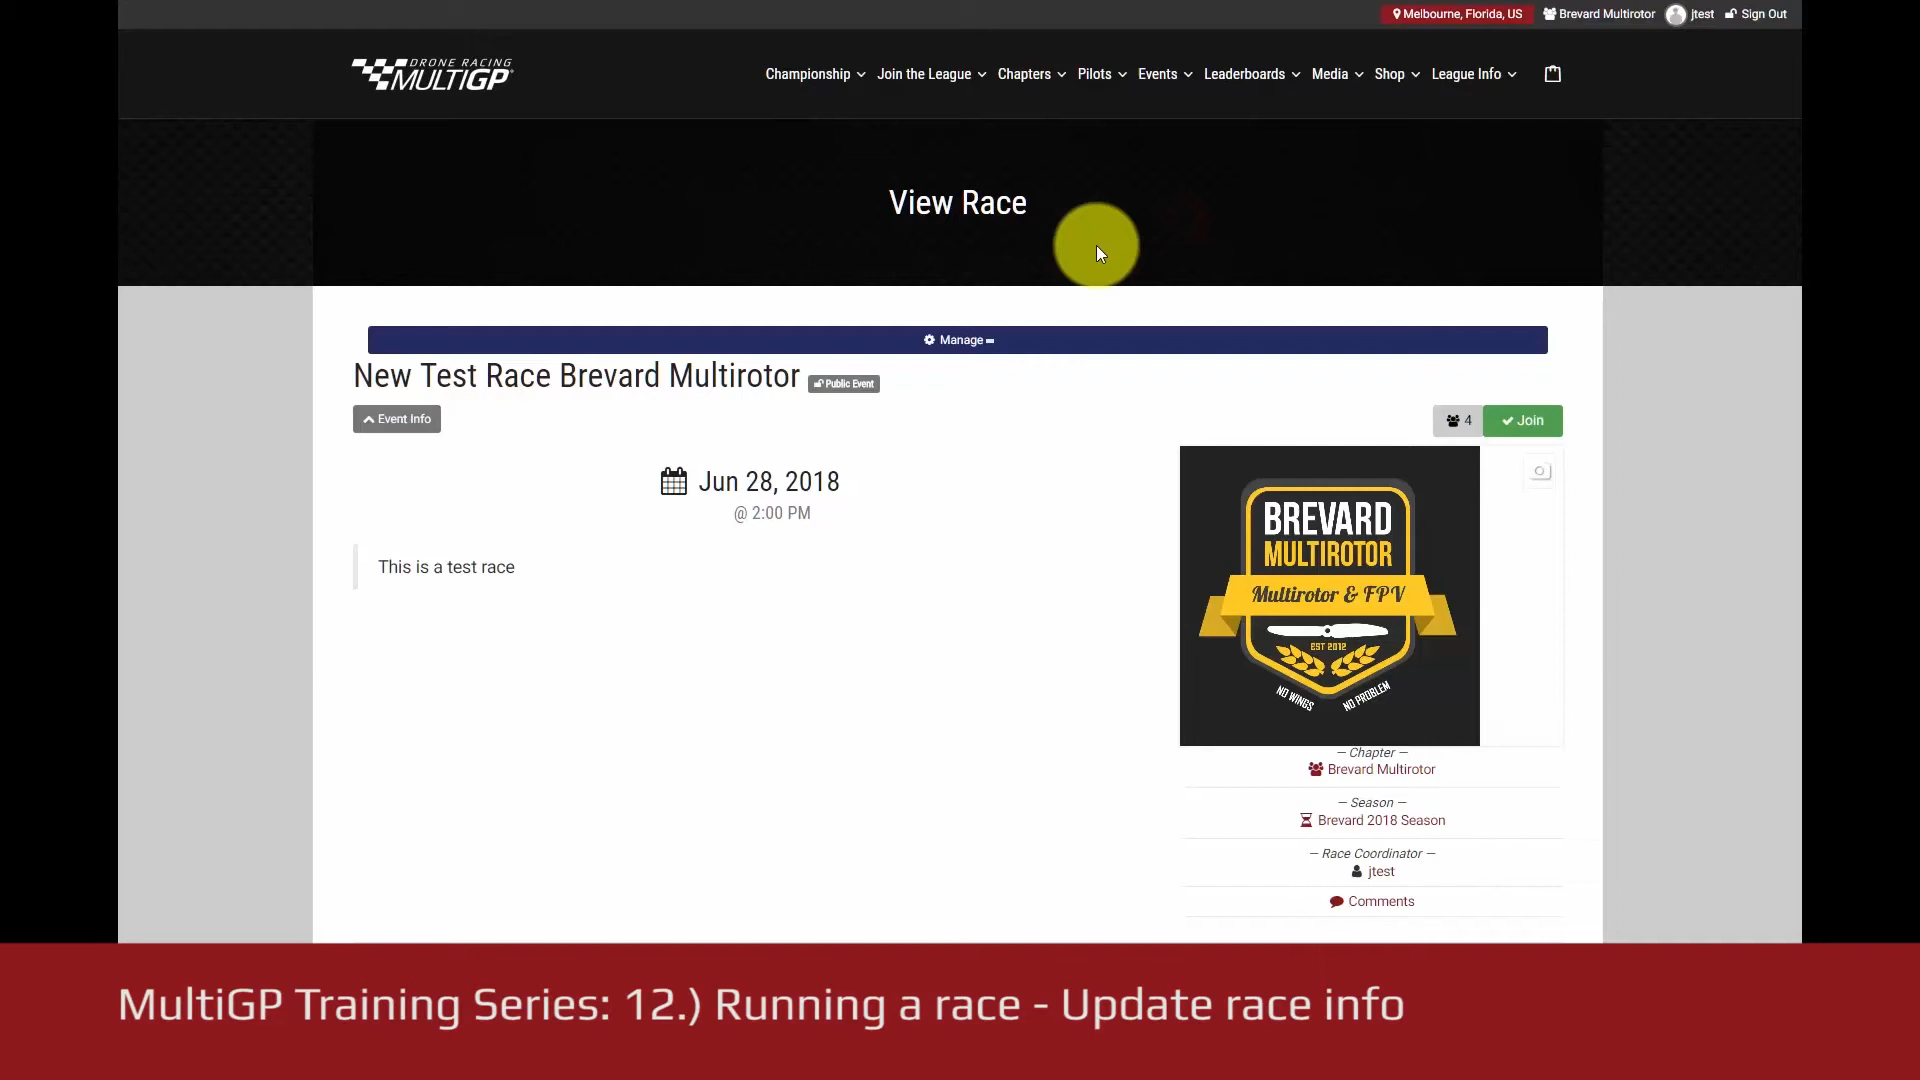 Melbourne, Florida, US Brevard Multirotor jtest Sign Out
DRONE RACING
MULTIGP
Championship Join the League Chapters Pilots Events Leaderboards Media Shop League Info
View Race
Manage
New Test Race Brevard Multirotor Public Event
Event Info
4 Join
Jun 28, 2018
@ 2:00 PM
This is a test race
BREVARD
MULTIROTOR
Multirotor & FPV
EST 2012
NO WINGS NO PROBLEM
— Chapter —
Brevard Multirotor
— Season —
Brevard 2018 Season
— Race Coordinator —
jtest
Comments
MultiGP Training Series: 12.) Running a race - Update race info